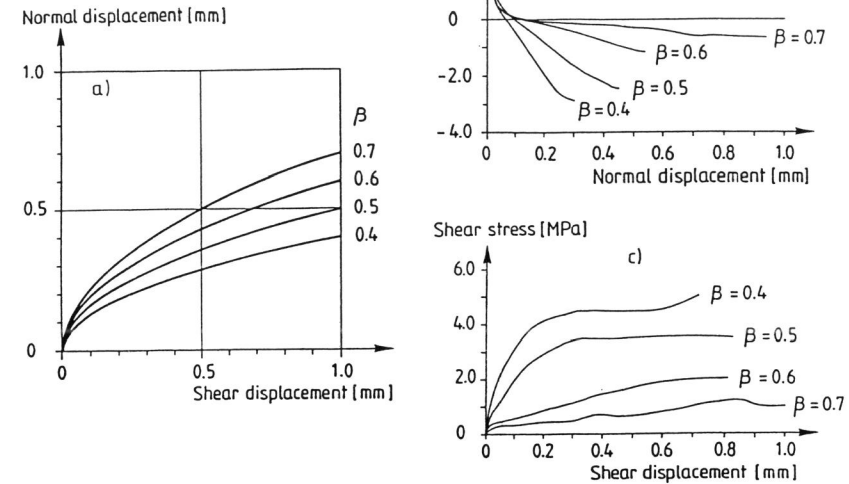 Normal displacement [mm]
1.0
a)
β
0.7
0.6
0.5
0.5
0.4
0
0
0.5
1.0
Shear displacement [mm]
0
β = 0.7
β = 0.6
-2.0
β = 0.5
β = 0.4
-4.0
0
0.2
0.4
0.6
0.8
1.0
Normal displacement [mm]
Shear stress [MPa]
c)
6.0
β = 0.4
4.0
β = 0.5
2.0
β = 0.6
β = 0.7
0
0
0.2
0.4
0.6
0.8
1.0
Shear displacement [mm]